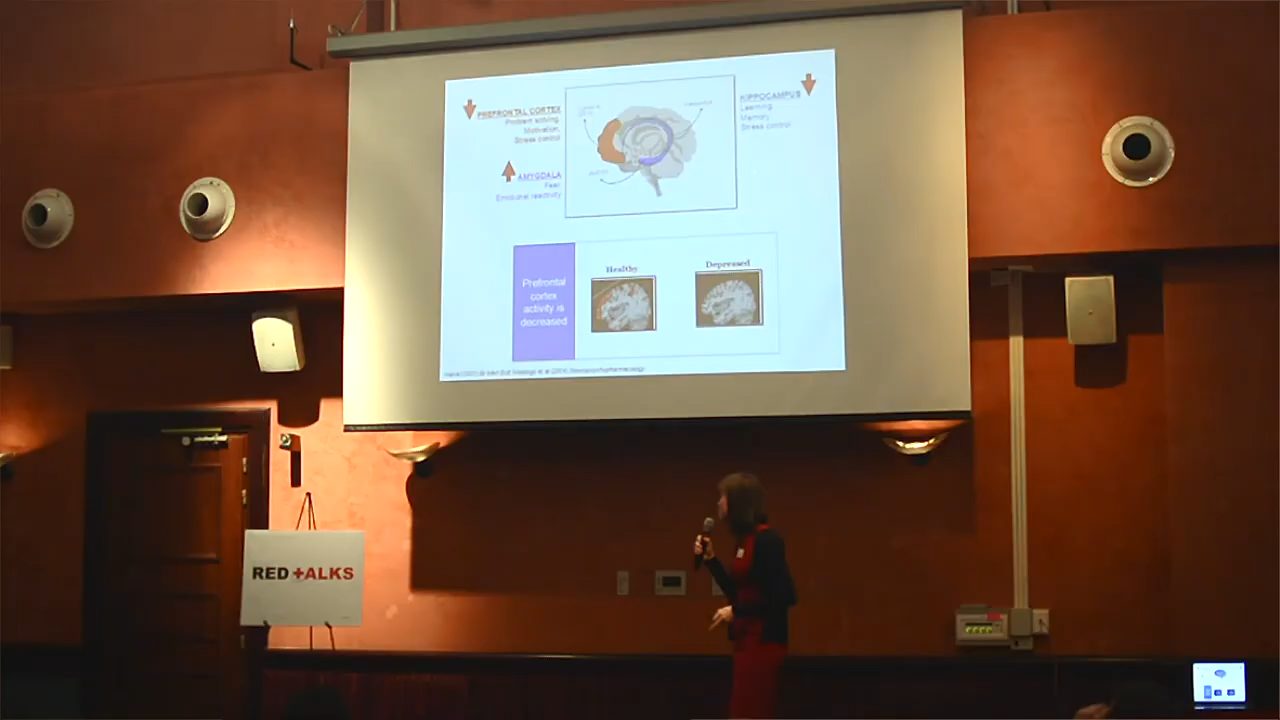 PREFRONTAL CORTEX
Problem solving,
Motivation,
Stress control
HIPPOCAMPUS
Learning,
Memory,
Stress control
AMYGDALA
Fear
Emotional reactivity
Prefrontal
cortex
activity is
decreased
Healthy
Depressed
RED +ALKS